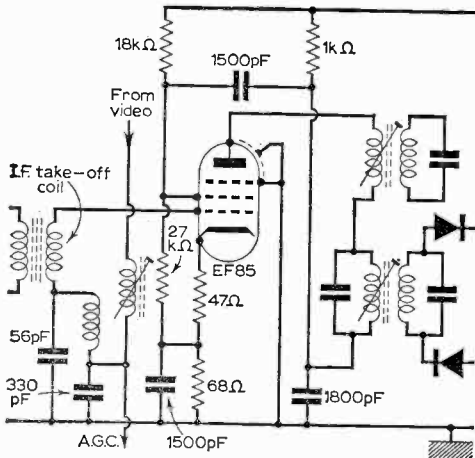 18kΩ
1kΩ
1500pF
From
video
I.F. take-off
coil
27
kΩ
EF85
47Ω
56pF
330
pF
68Ω
1800pF
A.G.C.
1500pF